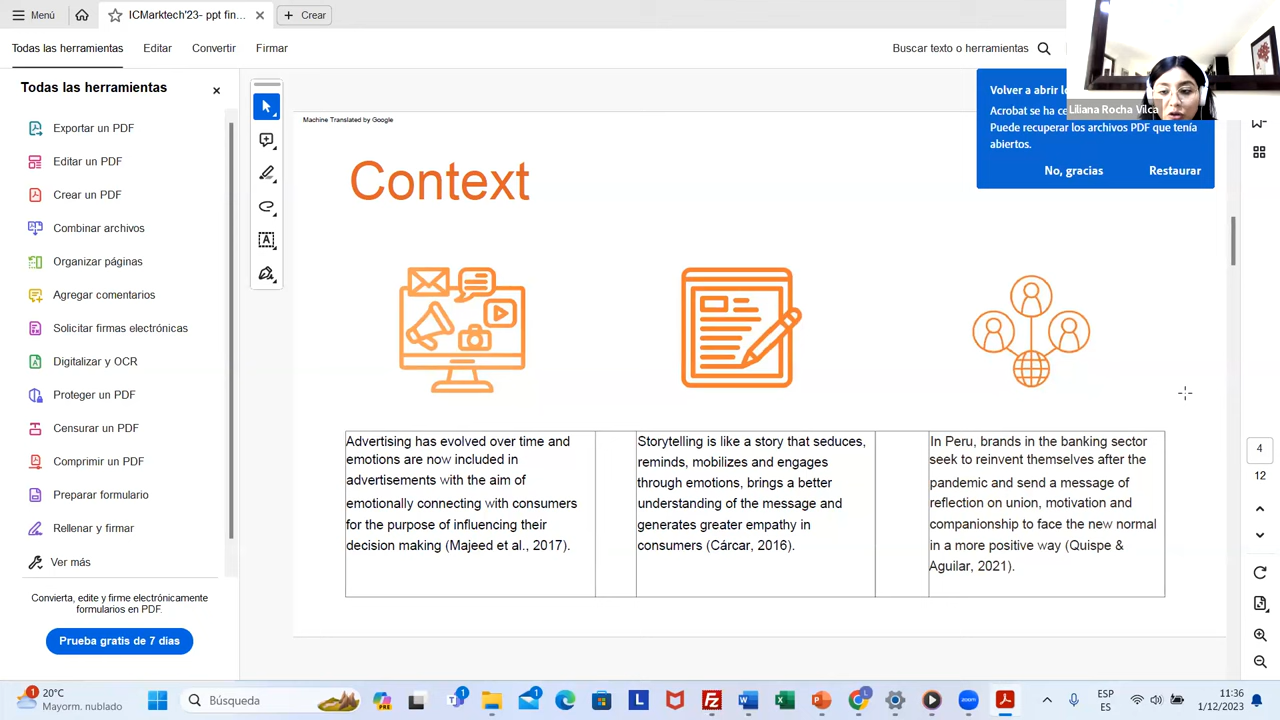 Menú
ICMarktech'23- ppt fin...
Crear
Todas las herramientas
Editar
Convertir
Firmar
Buscar texto o herramientas
Todas las herramientas
Exportar un PDF
Editar un PDF
Crear un PDF
Combinar archivos
Organizar páginas
Agregar comentarios
Solicitar firmas electrónicas
Digitalizar y OCR
Proteger un PDF
Censurar un PDF
Comprimir un PDF
Preparar formulario
Rellenar y firmar
Ver más
Convierta, edite y firme electrónicamente
formularios en PDF.
Prueba gratis de 7 dias
Volver a abrir
Acrobat se ha
Puede recuperar los archivos PDF que tenía
abiertos.
No, gracias
Restaurar
Liliana Rocha Vilca
Machine Translated by Google
Context
Advertising has evolved over time and
emotions are now included in
advertisements with the aim of
emotionally connecting with consumers
for the purpose of influencing their
decision making (Majeed et al., 2017).
Storytelling is like a story that seduces,
reminds, mobilizes and engages
through emotions, brings a better
understanding of the message and
generates greater empathy in
consumers (Cárcar, 2016).
In Peru, brands in the banking sector
seek to reinvent themselves after the
pandemic and send a message of
reflection on union, motivation and
companionship to face the new normal
in a more positive way (Quispe &
Aguilar, 2021).
4
12
1
20°C
Mayorm. nublado
Búsqueda
PRE
1
1
ESP
ES
11:36
1/12/2023